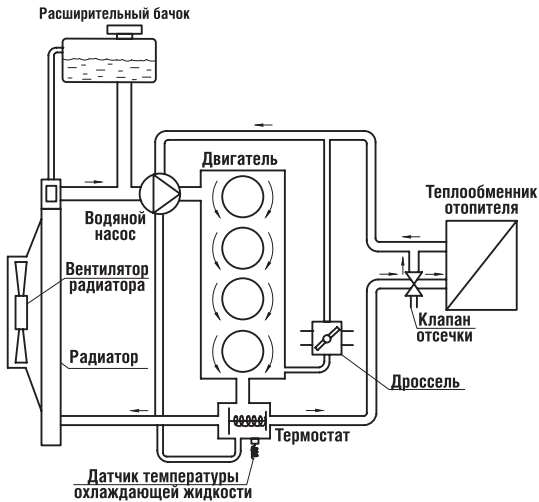 Расширительный бачок
Двигатель
Теплообменник
отопителя
Водяной
насос
Вентилятор
радиатора
Клапан
отсечки
Радиатор
Дроссель
Термостат
Датчик температуры
охлаждающей жидкости